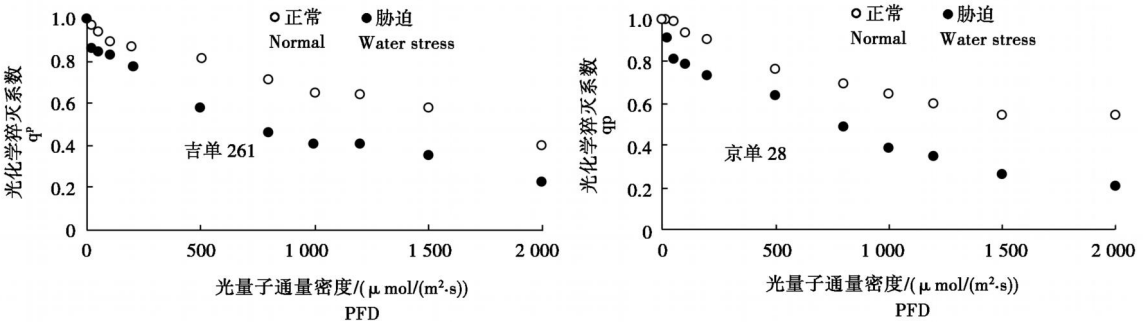 ○ 正常 ● 胁迫
Normal Water stress
1.0
0.8
0.6
0.4
0.2
0
光化学猝灭系数
qᵖ
吉单 261
0 500 1 000 1 500 2 000
光量子通量密度/(μ mol/(m²·s))
PFD
○ 正常 ● 胁迫
Normal Water stress
1.0
0.8
0.6
0.4
0.2
0
光化学猝灭系数
qp
京单 28
0 500 1 000 1 500 2 000
光量子通量密度/(μ mol/(m²·s))
PFD